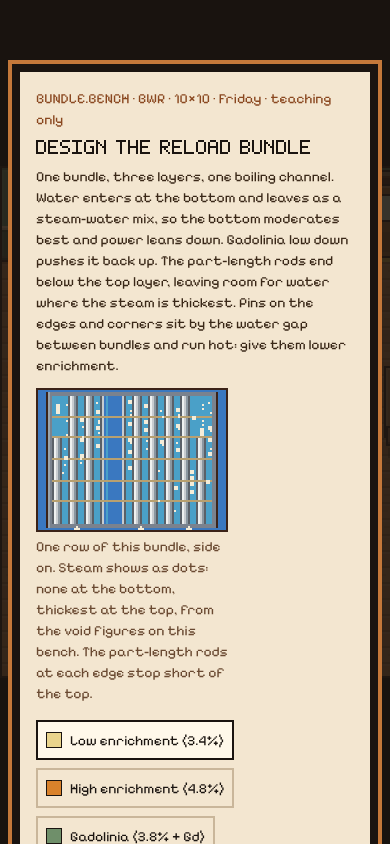 BUNDLE.BENCH · BWR · 10×10 · Friday · teaching
only
DESIGN THE RELOAD BUNDLE
One bundle, three layers, one boiling channel.
Water enters at the bottom and leaves as a
steam-water mix, so the bottom moderates
best and power leans down. Gadolinia low down
pushes it back up. The part-length rods end
below the top layer, leaving room for water
where the steam is thickest. Pins on the
edges and corners sit by the water gap
between bundles and run hot: give them lower
enrichment.
One row of this bundle, side
on. Steam shows as dots:
none at the bottom,
thickest at the top, from
the void figures on this
bench. The part-length rods
at each edge stop short of
the top.
Low enrichment (3.4%)
High enrichment (4.8%)
Gadolinia (3.8% + Gd)